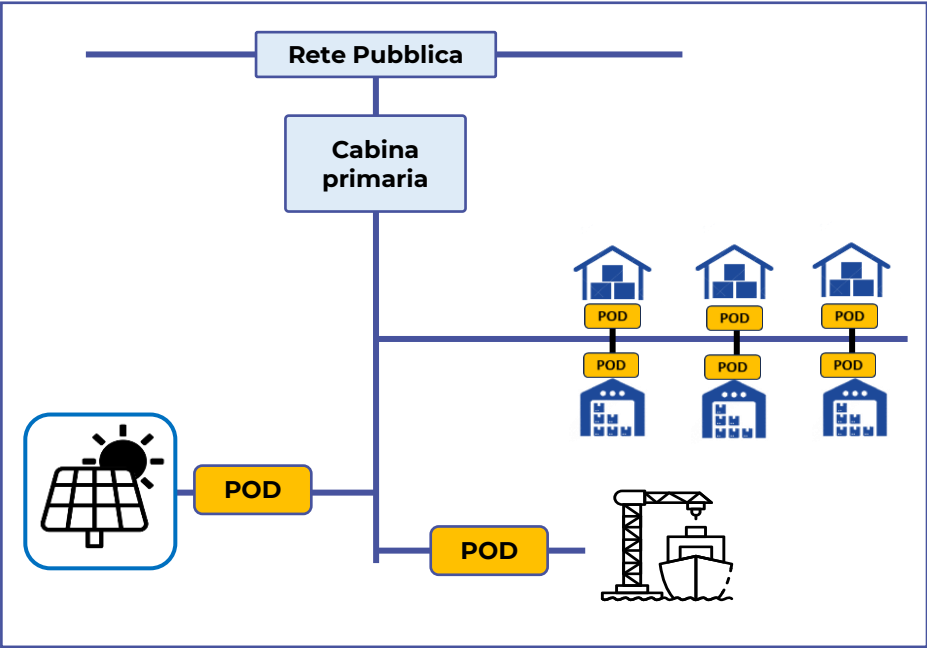 Rete Pubblica
Cabina
primaria
POD POD POD
POD POD POD
POD
POD